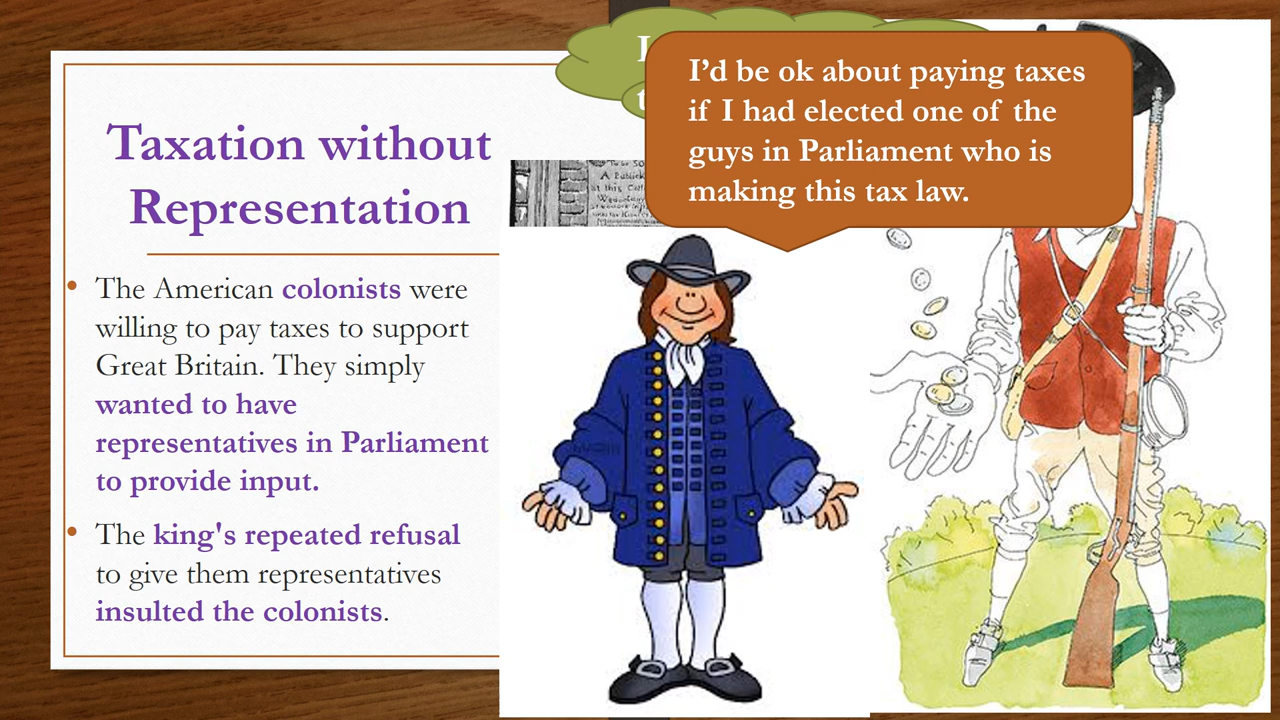 Taxation without
Representation
• The American colonists were
willing to pay taxes to support
Great Britain. They simply
wanted to have
representatives in Parliament
to provide input.
• The king's repeated refusal
to give them representatives
insulted the colonists.
I’d be ok about paying taxes
if I had elected one of the
guys in Parliament who is
making this tax law.
A Publick
at this